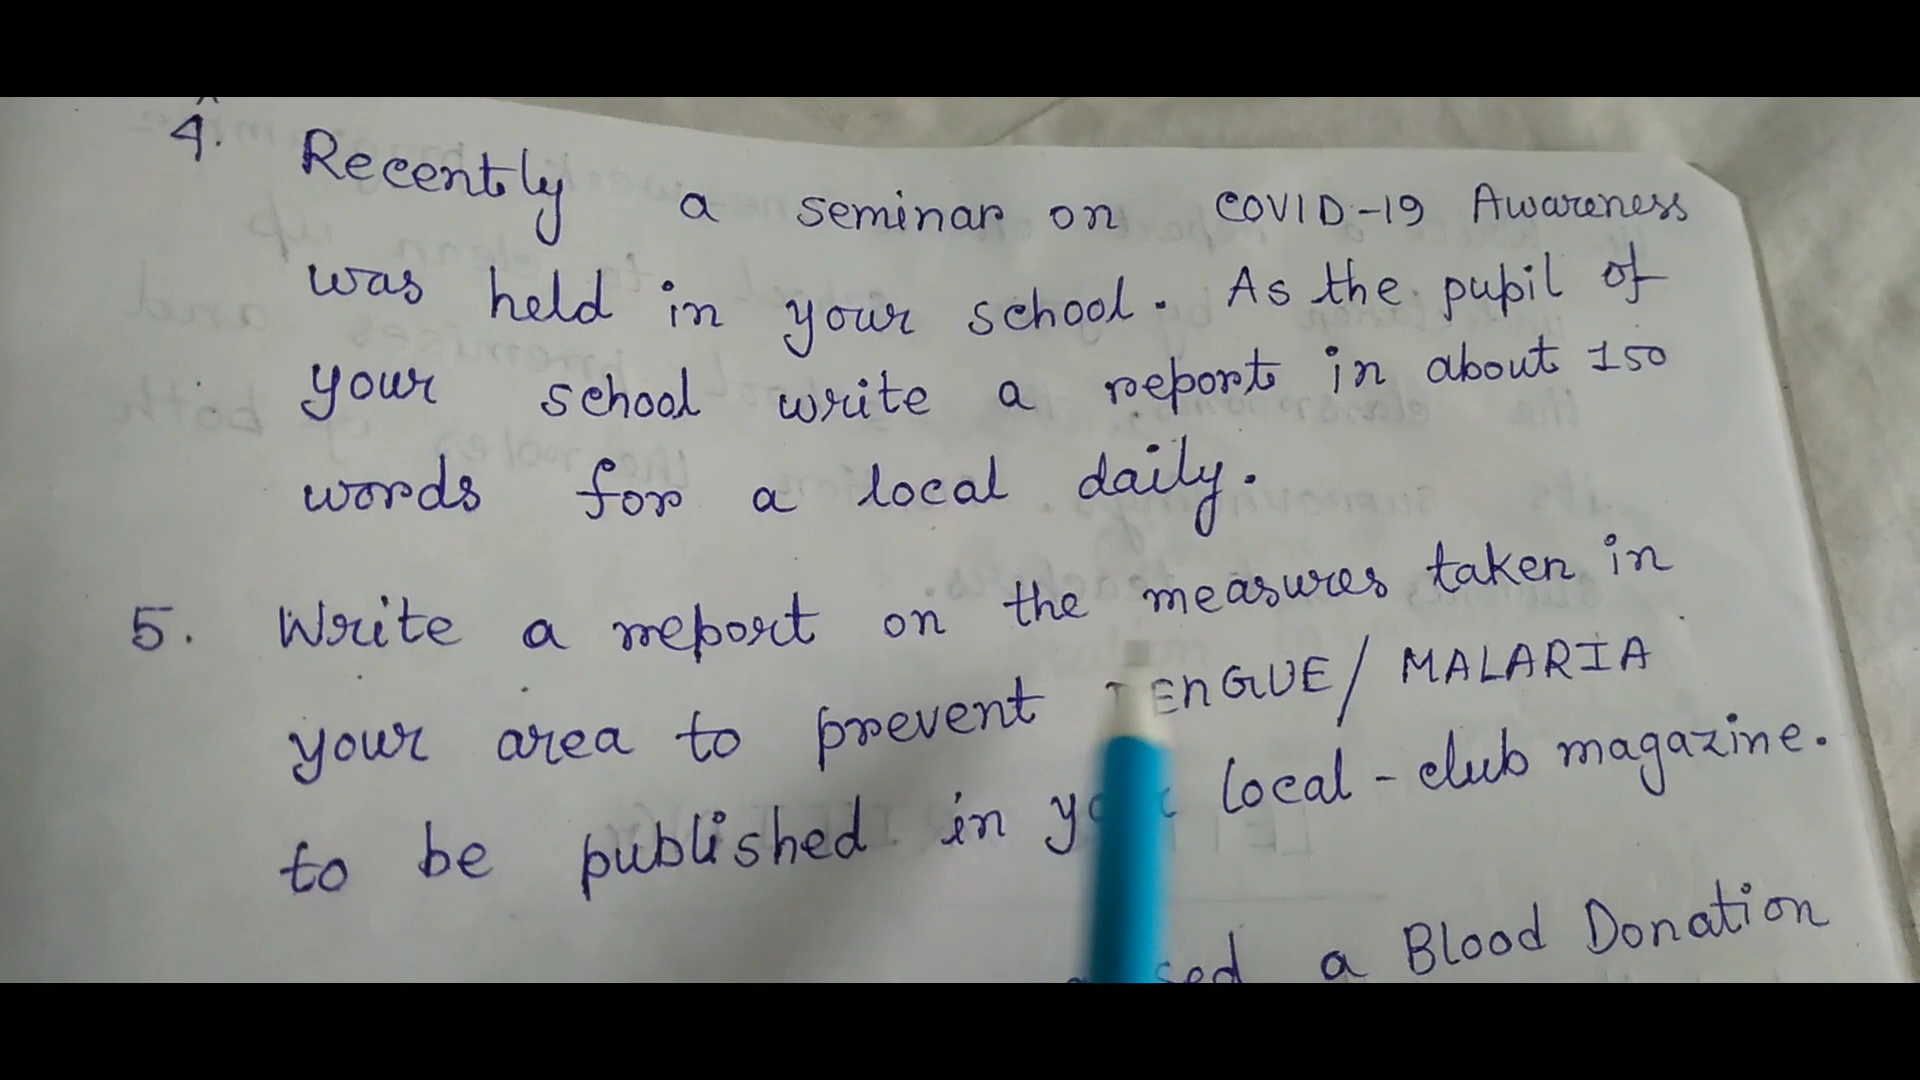 4. Recently a seminar on COVID-19 Awareness
was held in your school. As the pupil of
your school write a report in about 150
words for a local daily.
5. Write a report on the measures taken in
your area to prevent MALARIA
to be published in local-club magazine.
a Blood Donation